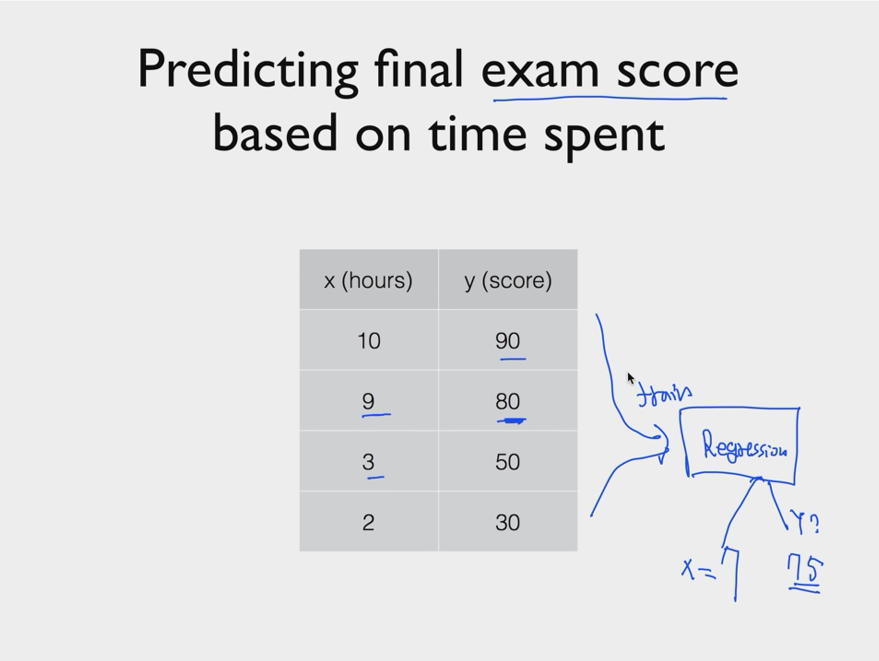 Predicting final exam score
based on time spent
x (hours) y (score)
10 90
9 80
3 50
2 30
train
Regression
Y?
x = 7 75